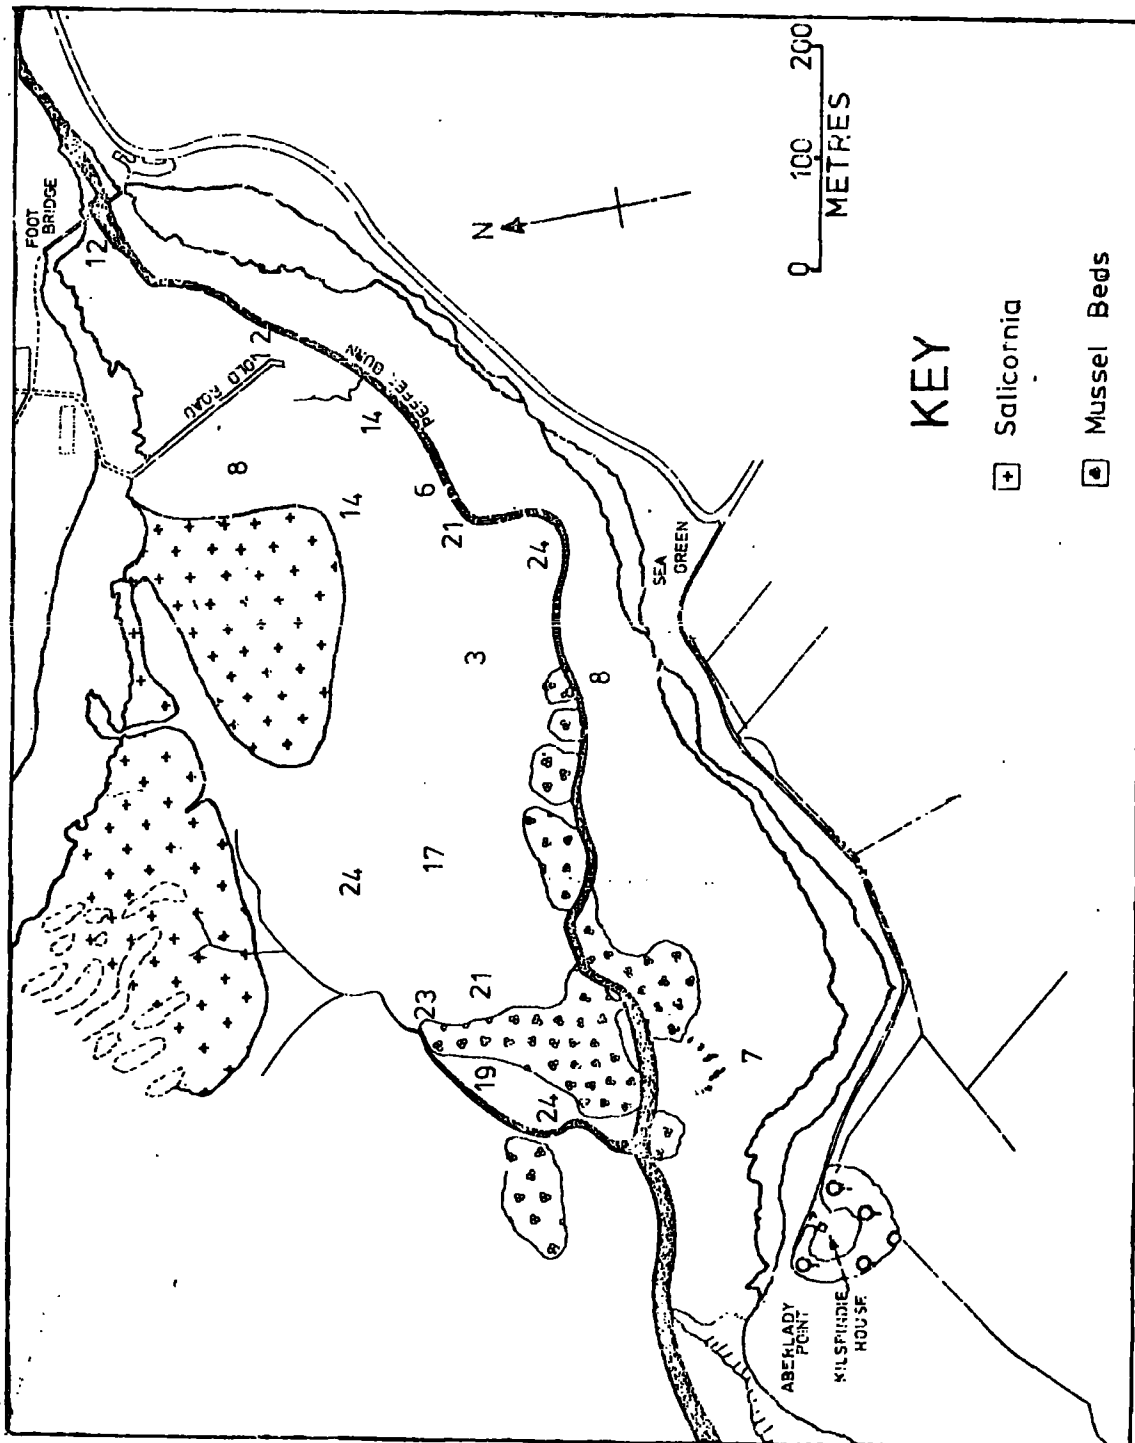 FOOT
BRIDGE
12
OLD ROAD
2
PEFFER BURN
14
8
14
6
21
24
3
8
24
17
23
21
19
24
7
N
0 100 200
METRES
SEA
GREEN
ABERLADY
POINT
KILSPINDIE
HOUSE
KEY
Salicornia
Mussel Beds